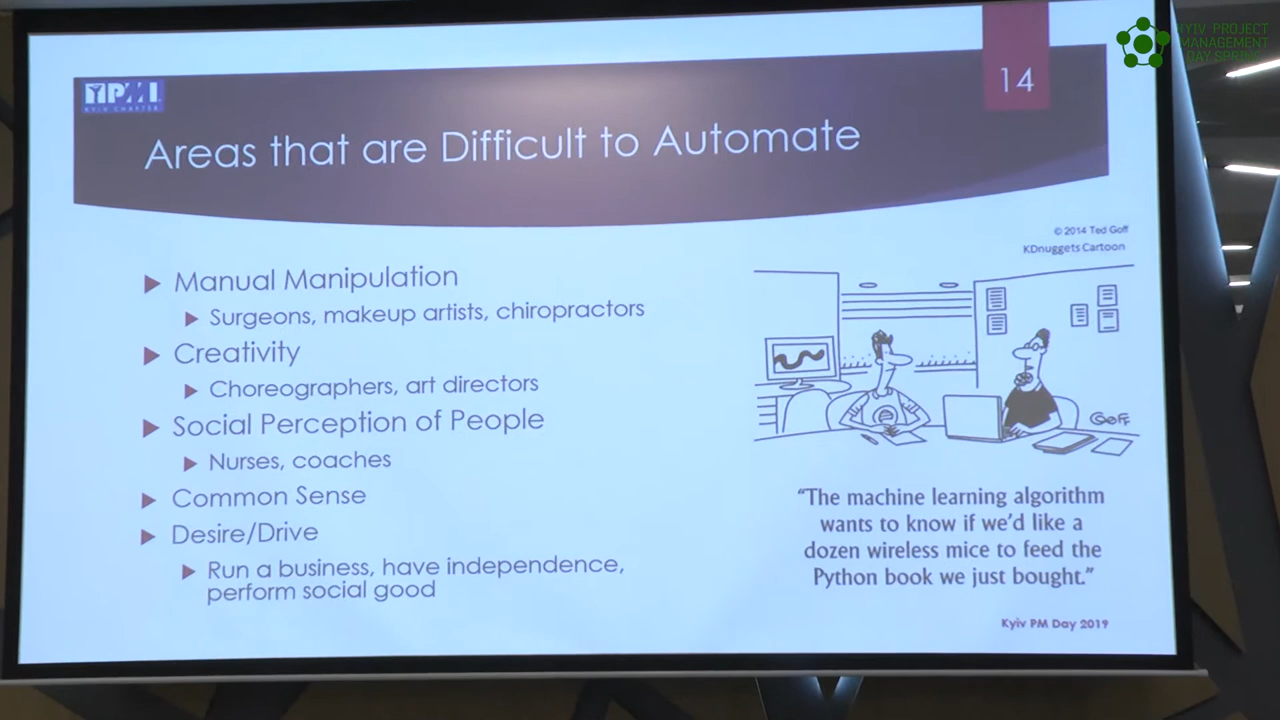 KYIV PROJECT
MANAGEMENT
DAY SPRING
14
PMI
KYIV CHAPTER
Areas that are Difficult to Automate
© 2014 Ted Goff
KDnuggets Cartoon
Manual Manipulation
Surgeons, makeup artists, chiropractors
Creativity
Choreographers, art directors
Social Perception of People
Nurses, coaches
Common Sense
Desire/Drive
Run a business, have independence,
perform social good
GOFF
"The machine learning algorithm
wants to know if we'd like a
dozen wireless mice to feed the
Python book we just bought."
Kyiv PM Day 2019